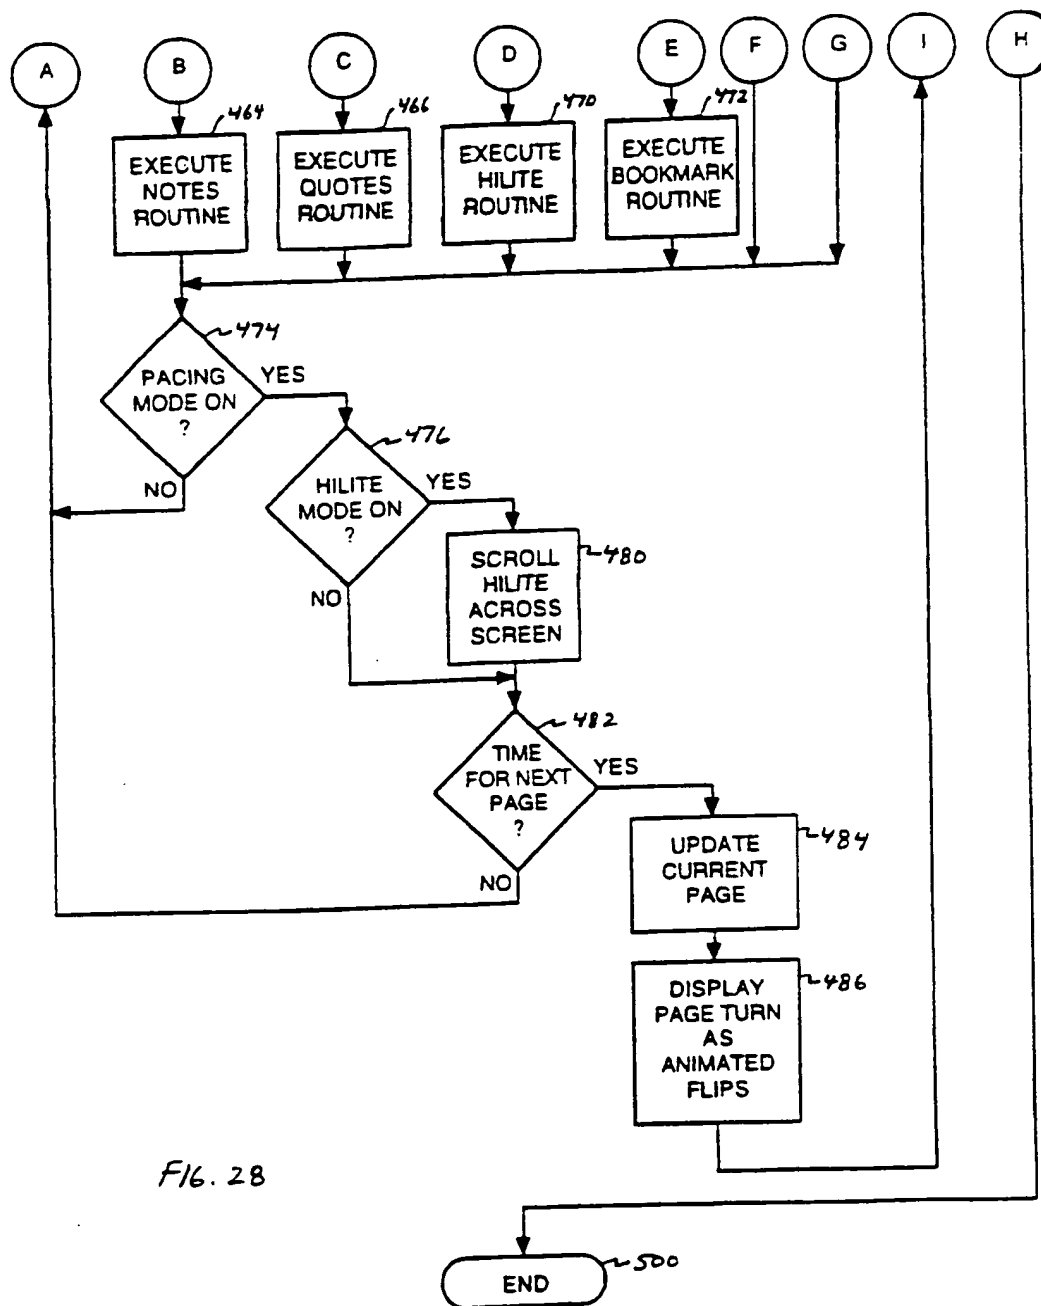 A
B
C
D
E
F
G
I
H
464
466
470
472
EXECUTE
NOTES
ROUTINE
EXECUTE
QUOTES
ROUTINE
EXECUTE
HILITE
ROUTINE
EXECUTE
BOOKMARK
ROUTINE
474
PACING
MODE ON
?
YES
NO
476
HILITE
MODE ON
?
YES
NO
480
SCROLL
HILITE
ACROSS
SCREEN
482
TIME
FOR NEXT
PAGE
?
YES
NO
484
UPDATE
CURRENT
PAGE
486
DISPLAY
PAGE TURN
AS
ANIMATED
FLIPS
FIG. 28
500
END